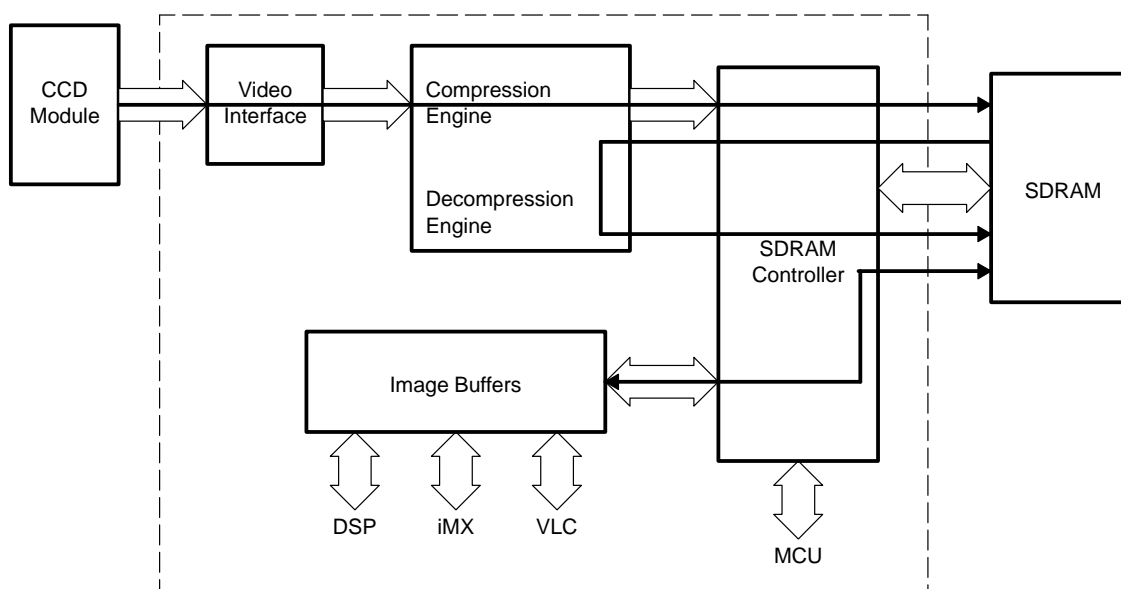 CCD
Module
Video
Interface
Compression
Engine
Decompression
Engine
SDRAM
Controller
SDRAM
Image Buffers
DSP
iMX
VLC
MCU